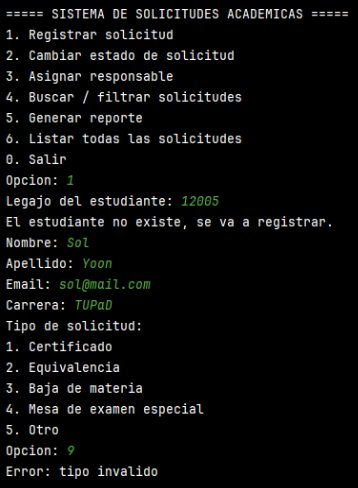 ===== SISTEMA DE SOLICITUDES ACADEMICAS =====
1. Registrar solicitud
2. Cambiar estado de solicitud
3. Asignar responsable
4. Buscar / filtrar solicitudes
5. Generar reporte
6. Listar todas las solicitudes
0. Salir
Opcion: 1
Legajo del estudiante: 12005
El estudiante no existe, se va a registrar.
Nombre: Sol
Apellido: Yoon
Email: sol@mail.com
Carrera: TUPaD
Tipo de solicitud:
1. Certificado
2. Equivalencia
3. Baja de materia
4. Mesa de examen especial
5. Otro
Opcion: 9
Error: tipo invalido